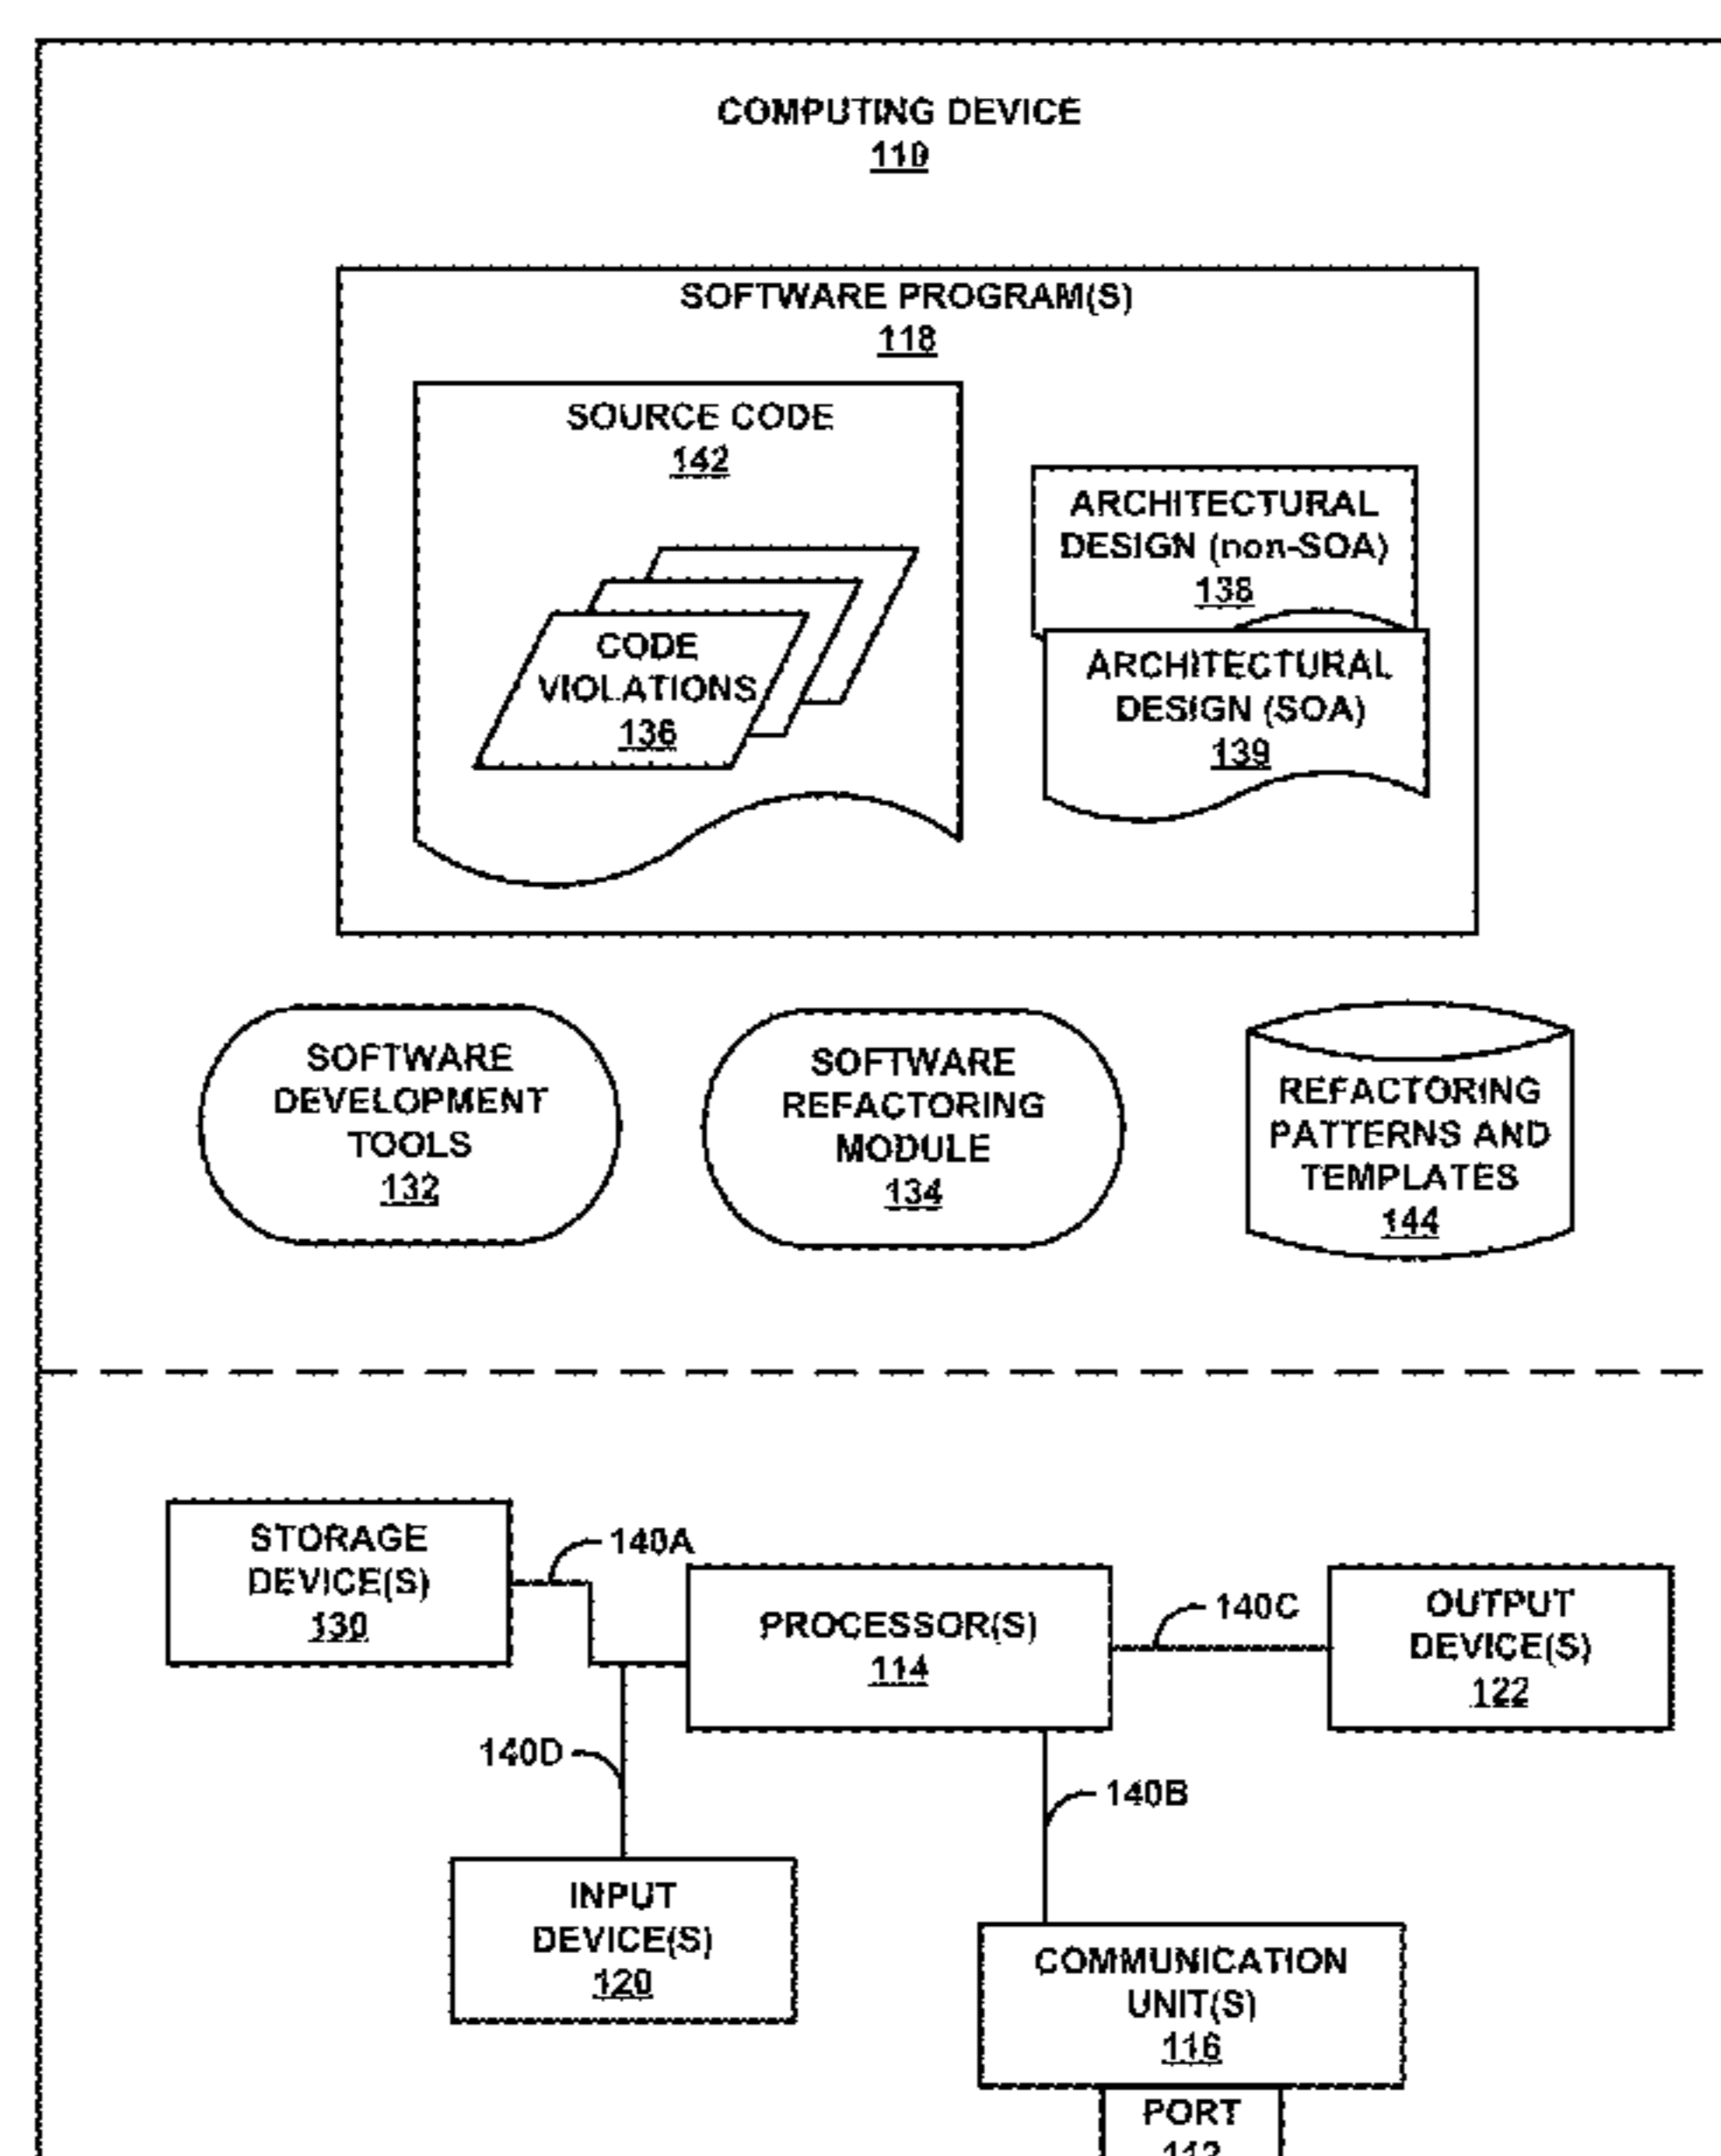 COMPUTING DEVICE
110
SOFTWARE PROGRAM(S)
118
SOURCE CODE
142
CODE
VIOLATIONS
136
ARCHITECTURAL
DESIGN (non-SOA)
138
ARCHITECTURAL
DESIGN (SOA)
139
SOFTWARE
DEVELOPMENT
TOOLS
132
SOFTWARE
REFACTORING
MODULE
134
REFACTORING
PATTERNS AND
TEMPLATES
144
STORAGE
DEVICE(S)
130
140A
PROCESSOR(S)
114
140C
OUTPUT
DEVICE(S)
122
140D
140B
INPUT
DEVICE(S)
120
COMMUNICATION
UNIT(S)
116
PORT